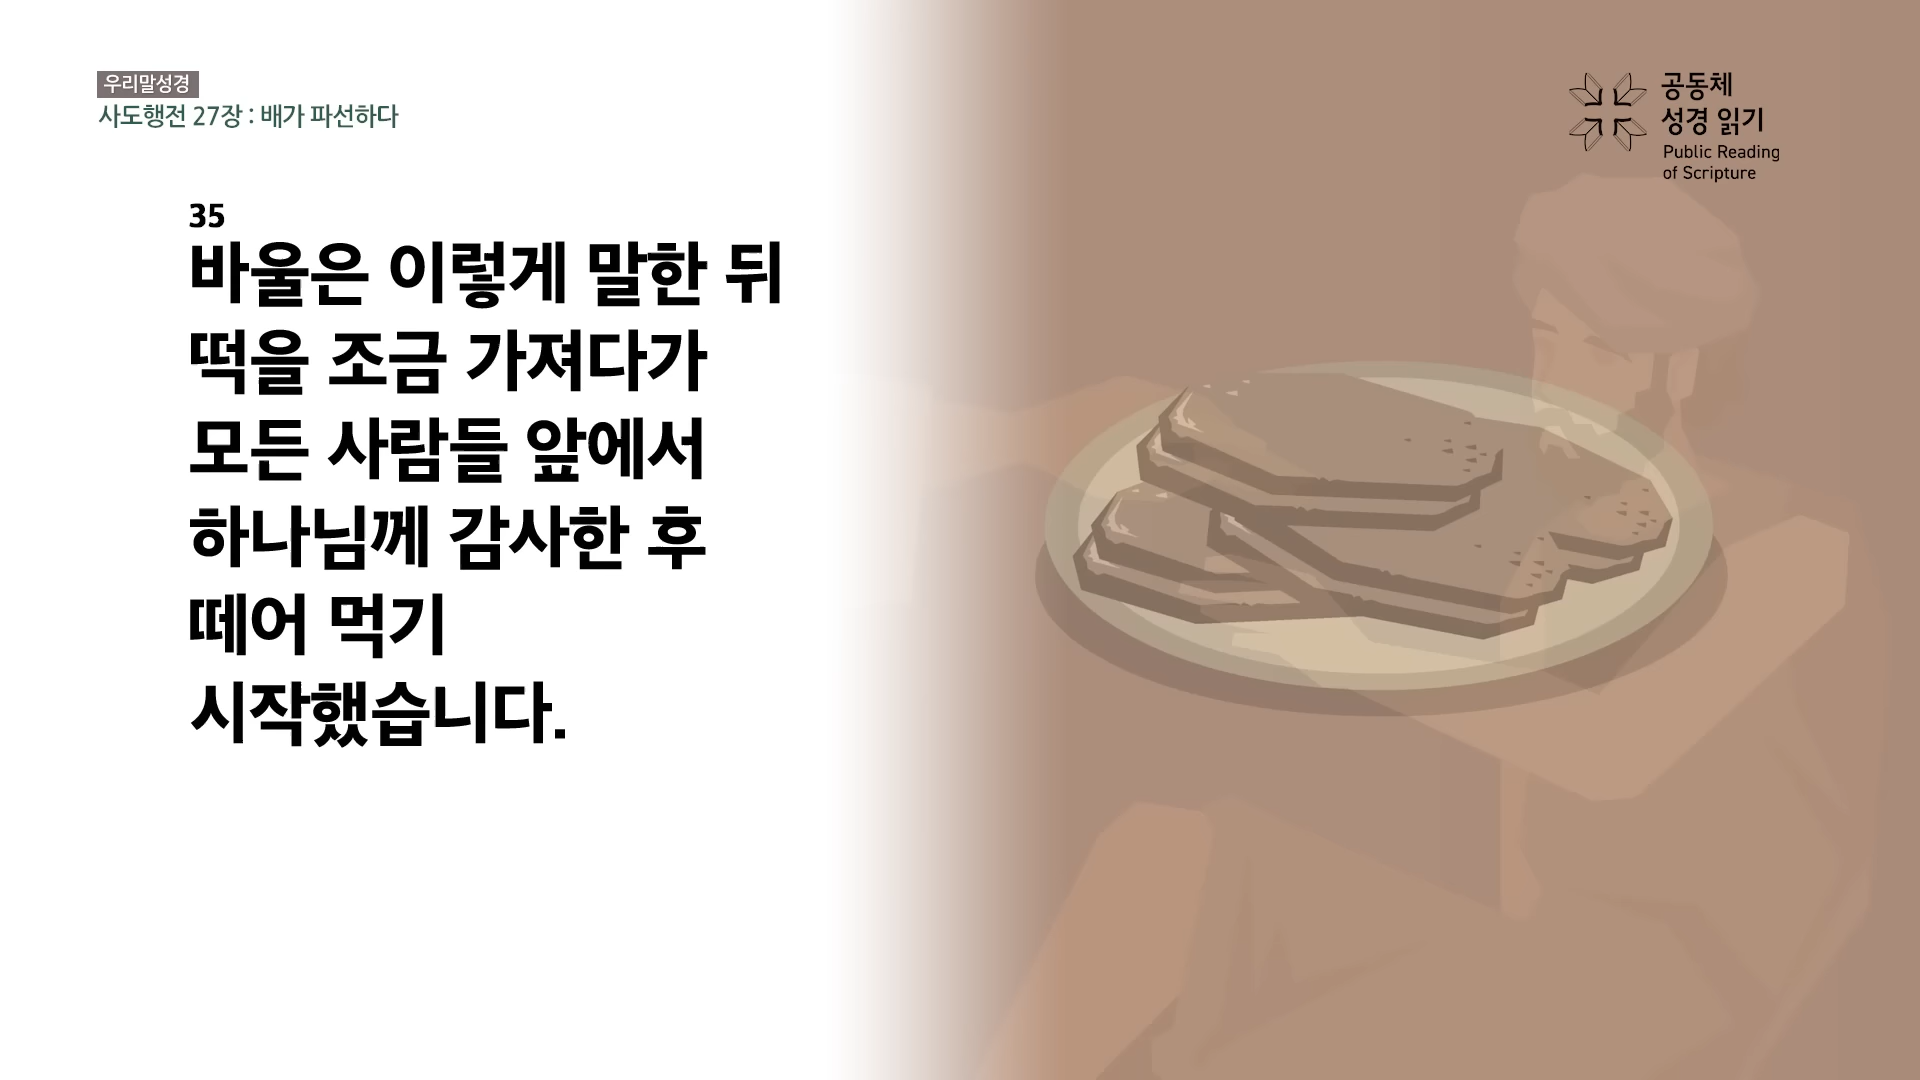 우리말성경
사도행전 27장 : 배가 파선하다
공동체
성경 읽기
Public Reading
of Scripture
35
바울은 이렇게 말한 뒤
떡을 조금 가져다가
모든 사람들 앞에서
하나님께 감사한 후
떼어 먹기
시작했습니다.